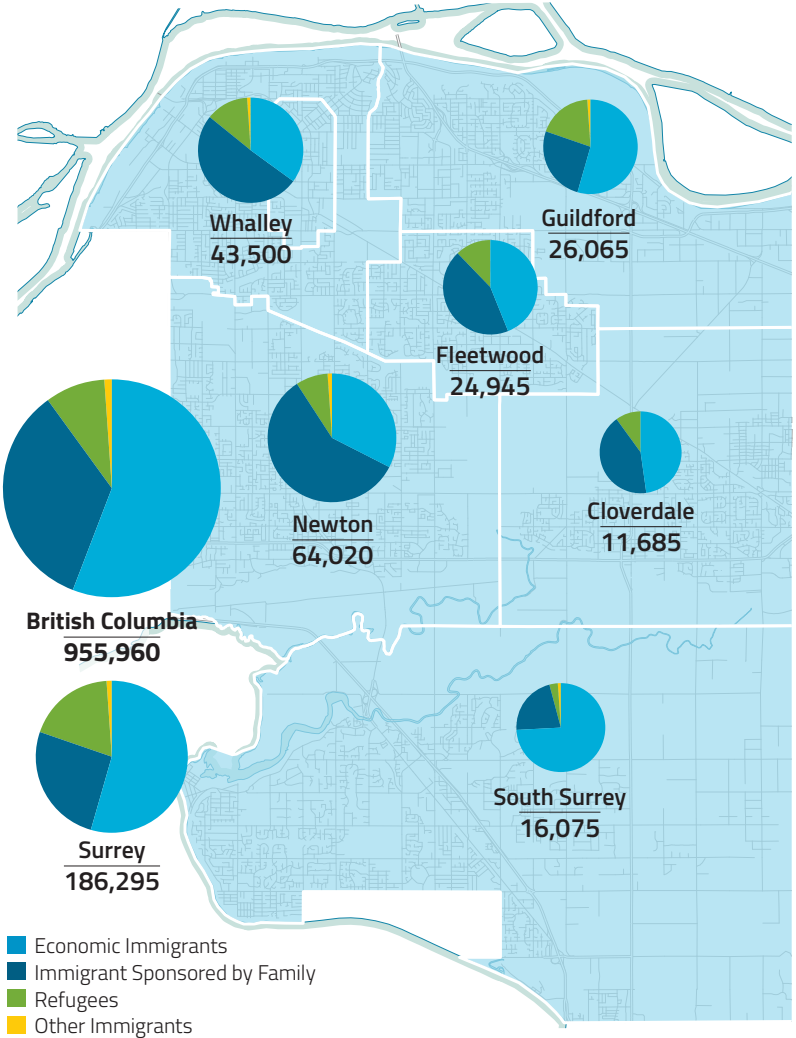 Whalley
43,500
Guildford
26,065
Fleetwood
24,945
Newton
64,020
Cloverdale
11,685
British Columbia
955,960
Surrey
186,295
South Surrey
16,075
Economic Immigrants
Immigrant Sponsored by Family
Refugees
Other Immigrants